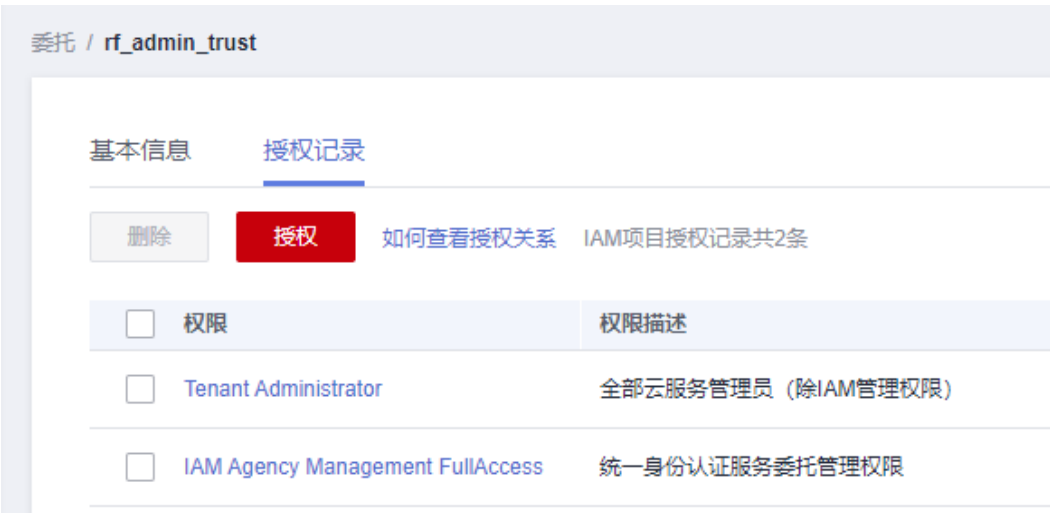 委托 / rf_admin_trust
基本信息 授权记录
删除 授权 如何查看授权关系 IAM项目授权记录共2条
权限 权限描述
Tenant Administrator 全部云服务管理员（除IAM管理权限）
IAM Agency Management FullAccess 统一身份认证服务委托管理权限